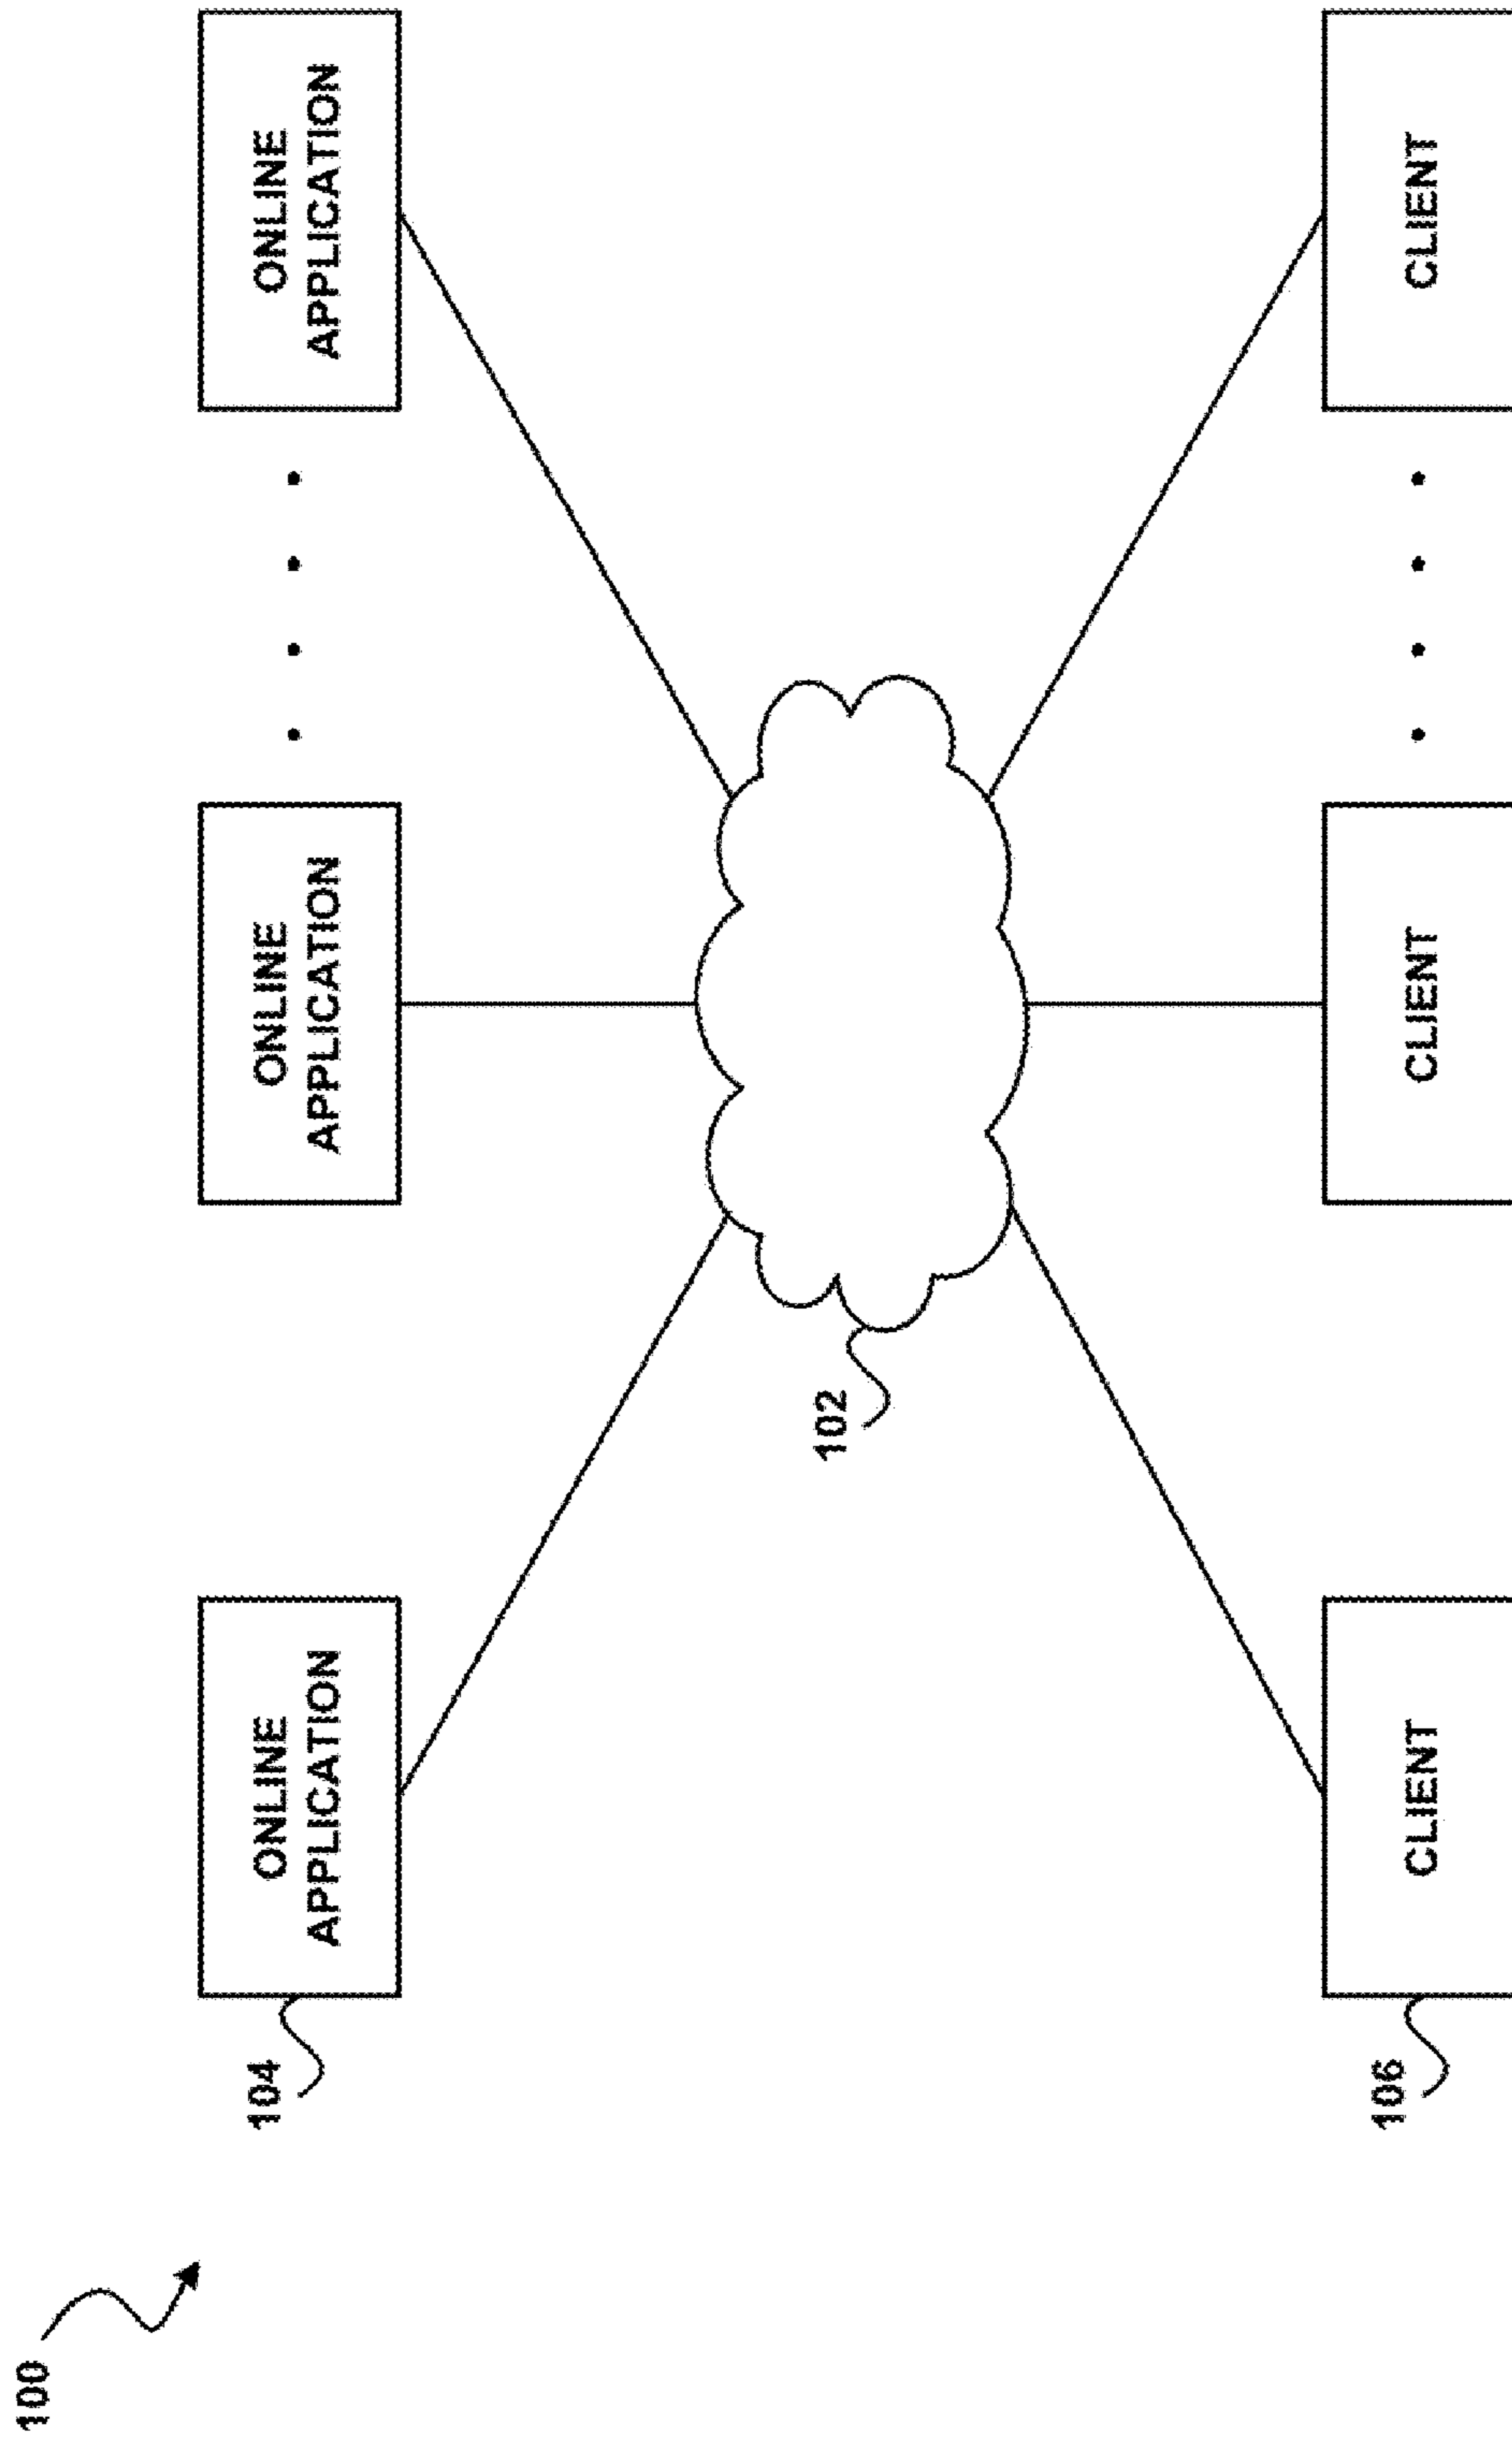 100
104
ONLINE
APPLICATION
ONLINE
APPLICATION
ONLINE
APPLICATION
102
106
CLIENT
CLIENT
CLIENT